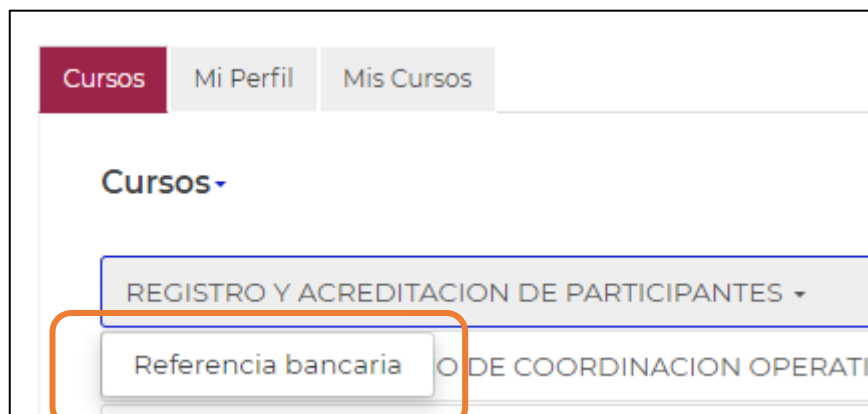 Cursos Mi Perfil Mis Cursos
Cursos
REGISTRO Y ACREDITACION DE PARTICIPANTES
Referencia bancaria
O DE COORDINACION OPERATI